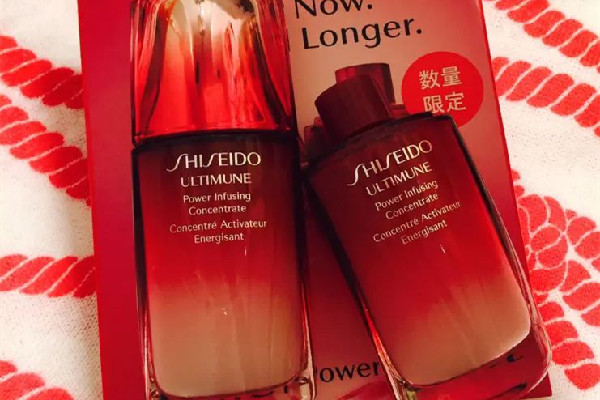 Now.
Longer.
数量
限定
SHISEIDO
ULTIMUNE
Power Infusing
Concentrate
Concentré Activateur
Energisant
SHISEIDO
ULTIMUNE
Power Infusing
Concentrate
Concentré Activateur
Energisant
Power